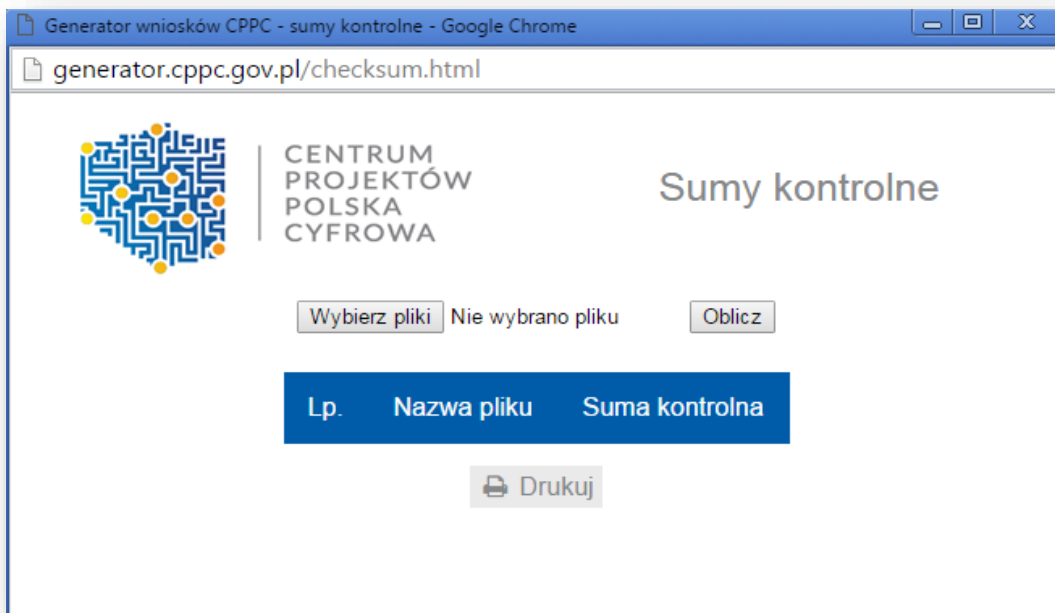 Generator wniosków CPPC - sumy kontrolne - Google Chrome
generator.cppc.gov.pl/checksum.html
CENTRUM
PROJEKTÓW
POLSKA
CYFROWA
Sumy kontrolne
Wybierz pliki Nie wybrano pliku Oblicz
Lp. Nazwa pliku Suma kontrolna
Drukuj